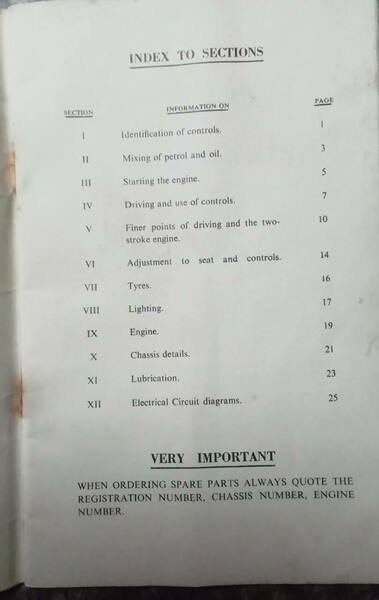 INDEX TO SECTIONS
SECTION INFORMATION ON PAGE
I Identification of controls. 1
II Mixing of petrol and oil. 3
III Starting the engine. 5
IV Driving and use of controls. 7
V Finer points of driving and the two- 10
stroke engine.
VI Adjustment to seat and controls. 14
VII Tyres. 16
VIII Lighting. 17
IX Engine. 19
X Chassis details. 21
XI Lubrication. 23
XII Electrical Circuit diagrams. 25
VERY IMPORTANT
WHEN ORDERING SPARE PARTS ALWAYS QUOTE THE
REGISTRATION NUMBER, CHASSIS NUMBER, ENGINE
NUMBER.